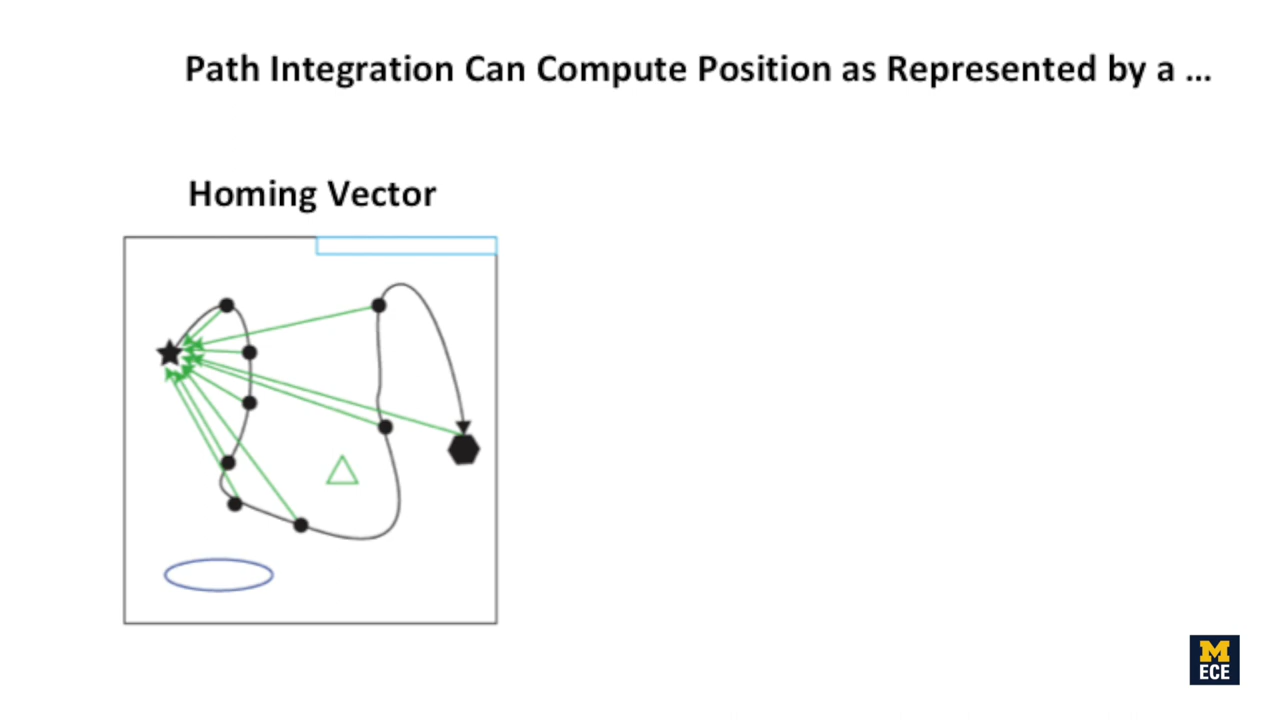 Path Integration Can Compute Position as Represented by a ...
Homing Vector
M
ECE